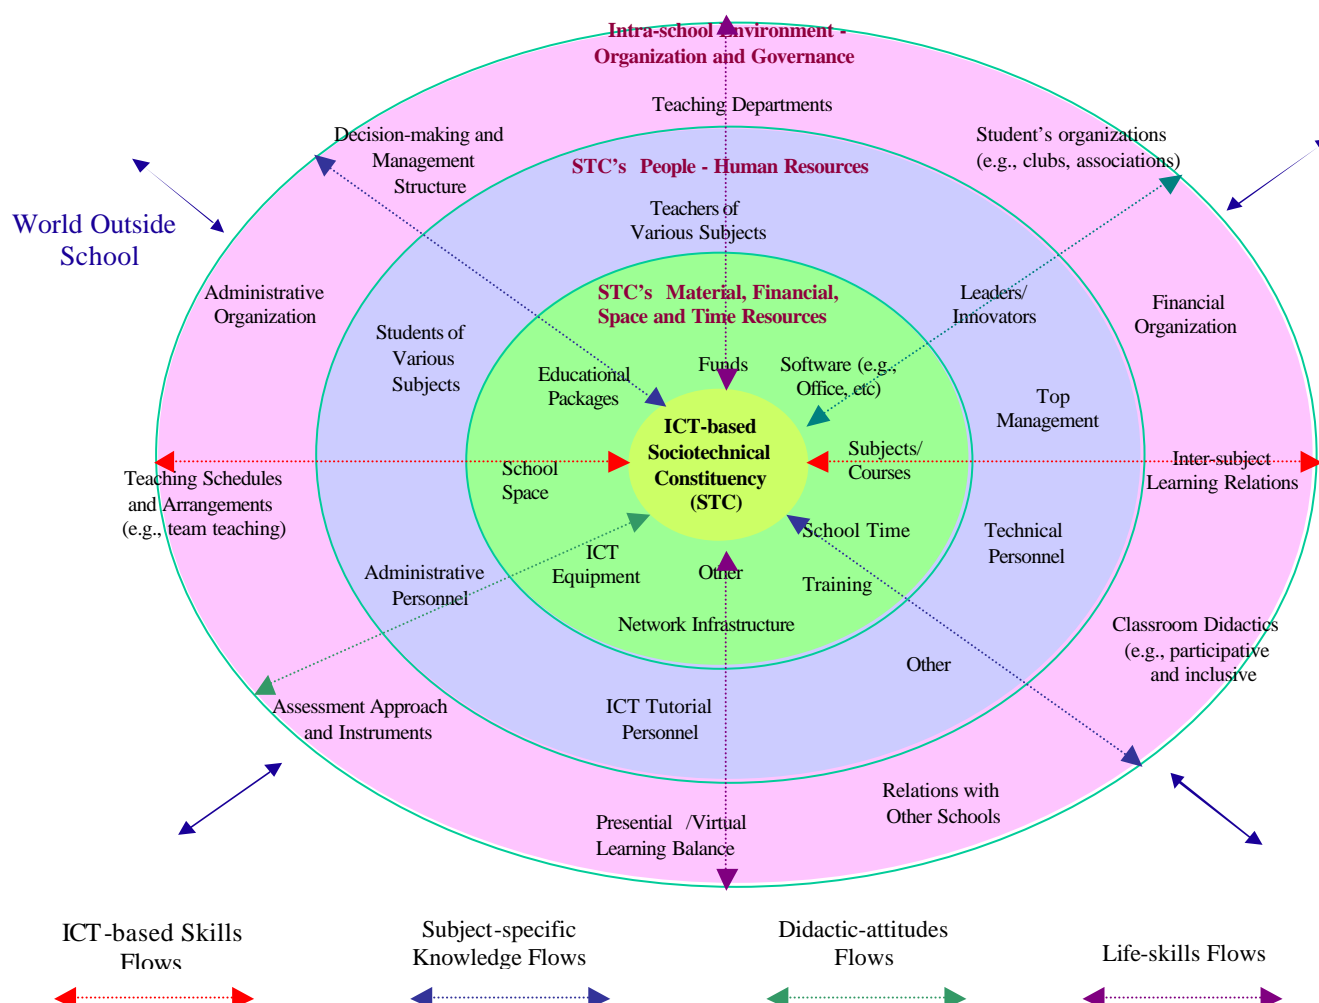 Intra-school Environment -
Organization and Governance
Teaching Departments
Decision-making and
Management
Structure
Student's organizations
(e.g., clubs, associations)
STC's People - Human Resources
World Outside
School
Teachers of
Various Subjects
Administrative
Organization
STC's Material, Financial,
Space and Time Resources
Leaders/
Innovators
Financial
Organization
Students of
Various
Subjects
Educational
Packages
Funds
Software (e.g.,
Office, etc)
Top
Management
ICT-based
Sociotechnical
Constituency
(STC)
Subjects/
Courses
School
Space
Inter-subject
Learning Relations
Teaching Schedules
and Arrangements
(e.g., team teaching)
School Time
Technical
Personnel
ICT
Equipment
Other
Training
Administrative
Personnel
Network Infrastructure
Classroom Didactics
(e.g., participative
and inclusive
Other
Assessment Approach
and Instruments
ICT Tutorial
Personnel
Relations with
Other Schools
Presential /Virtual
Learning Balance
ICT-based Skills
Flows
Subject-specific
Knowledge Flows
Didactic-attitudes
Flows
Life-skills Flows